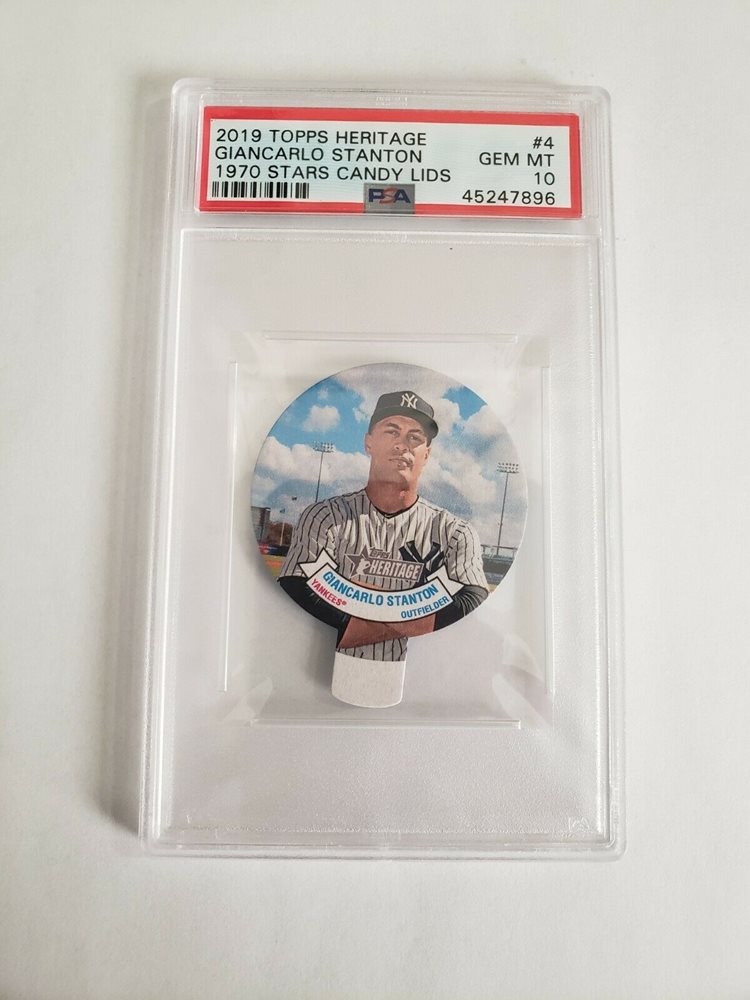 2019 TOPPS HERITAGE #4
GIANCARLO STANTON GEM MT
1970 STARS CANDY LIDS 10
PSA 45247896
NY
Topps
HERITAGE
GIANCARLO STANTON
YANKEES®
OUTFIELDER